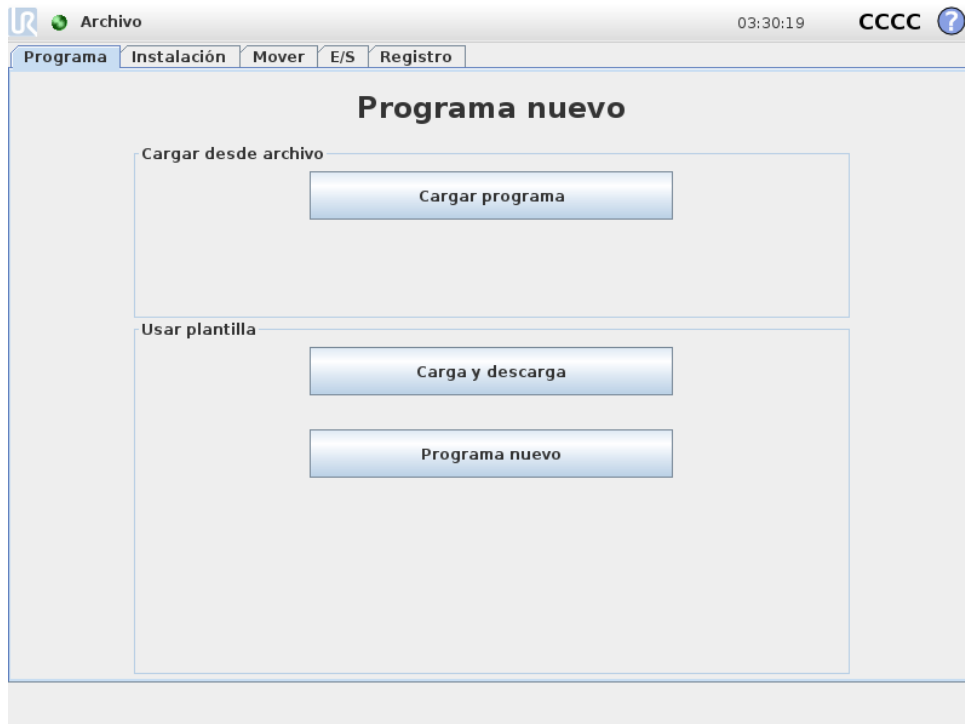 UR Archivo 03:30:19 CCCC ?
Programa Instalación Mover E/S Registro
Programa nuevo
Cargar desde archivo
Cargar programa
Usar plantilla
Carga y descarga
Programa nuevo